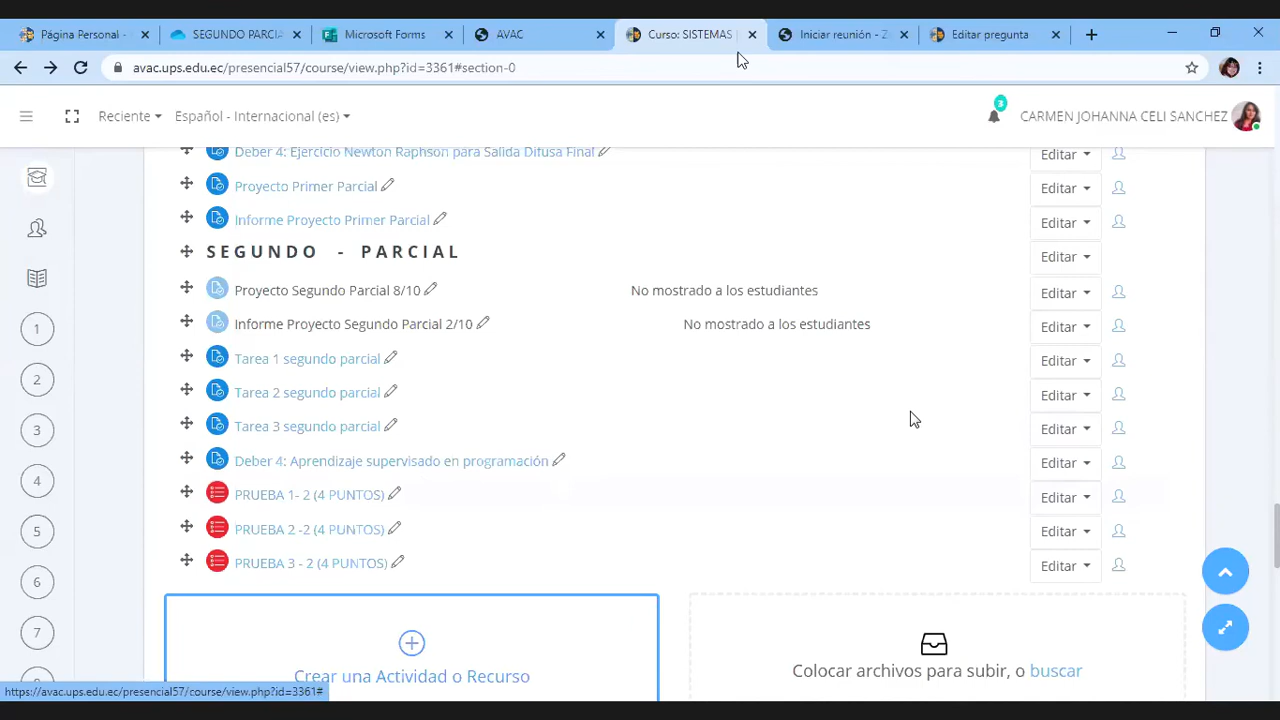 Página Personal - SEGUNDO PARCIA Microsoft Forms AVAC Curso: SISTEMAS Iniciar reunión - Zo Editar pregunta
avac.ups.edu.ec/presencial57/course/view.php?id=3361#section-0
Reciente Español - Internacional (es) 3 CARMEN JOHANNA CELI SANCHEZ
Deber 4: Ejercicio Newton Raphson para Salida Difusa Final Editar
Proyecto Primer Parcial Editar
Informe Proyecto Primer Parcial Editar
SEGUNDO - PARCIAL Editar
Proyecto Segundo Parcial 8/10 No mostrado a los estudiantes Editar
Informe Proyecto Segundo Parcial 2/10 No mostrado a los estudiantes Editar
Tarea 1 segundo parcial Editar
Tarea 2 segundo parcial Editar
Tarea 3 segundo parcial Editar
Deber 4: Aprendizaje supervisado en programación Editar
PRUEBA 1- 2 (4 PUNTOS) Editar
PRUEBA 2 -2 (4 PUNTOS) Editar
PRUEBA 3 - 2 (4 PUNTOS) Editar
1
2
3
4
5
6
7
Crear una Actividad o Recurso
Colocar archivos para subir, o buscar
https://avac.ups.edu.ec/presencial57/course/view.php?id=3361#